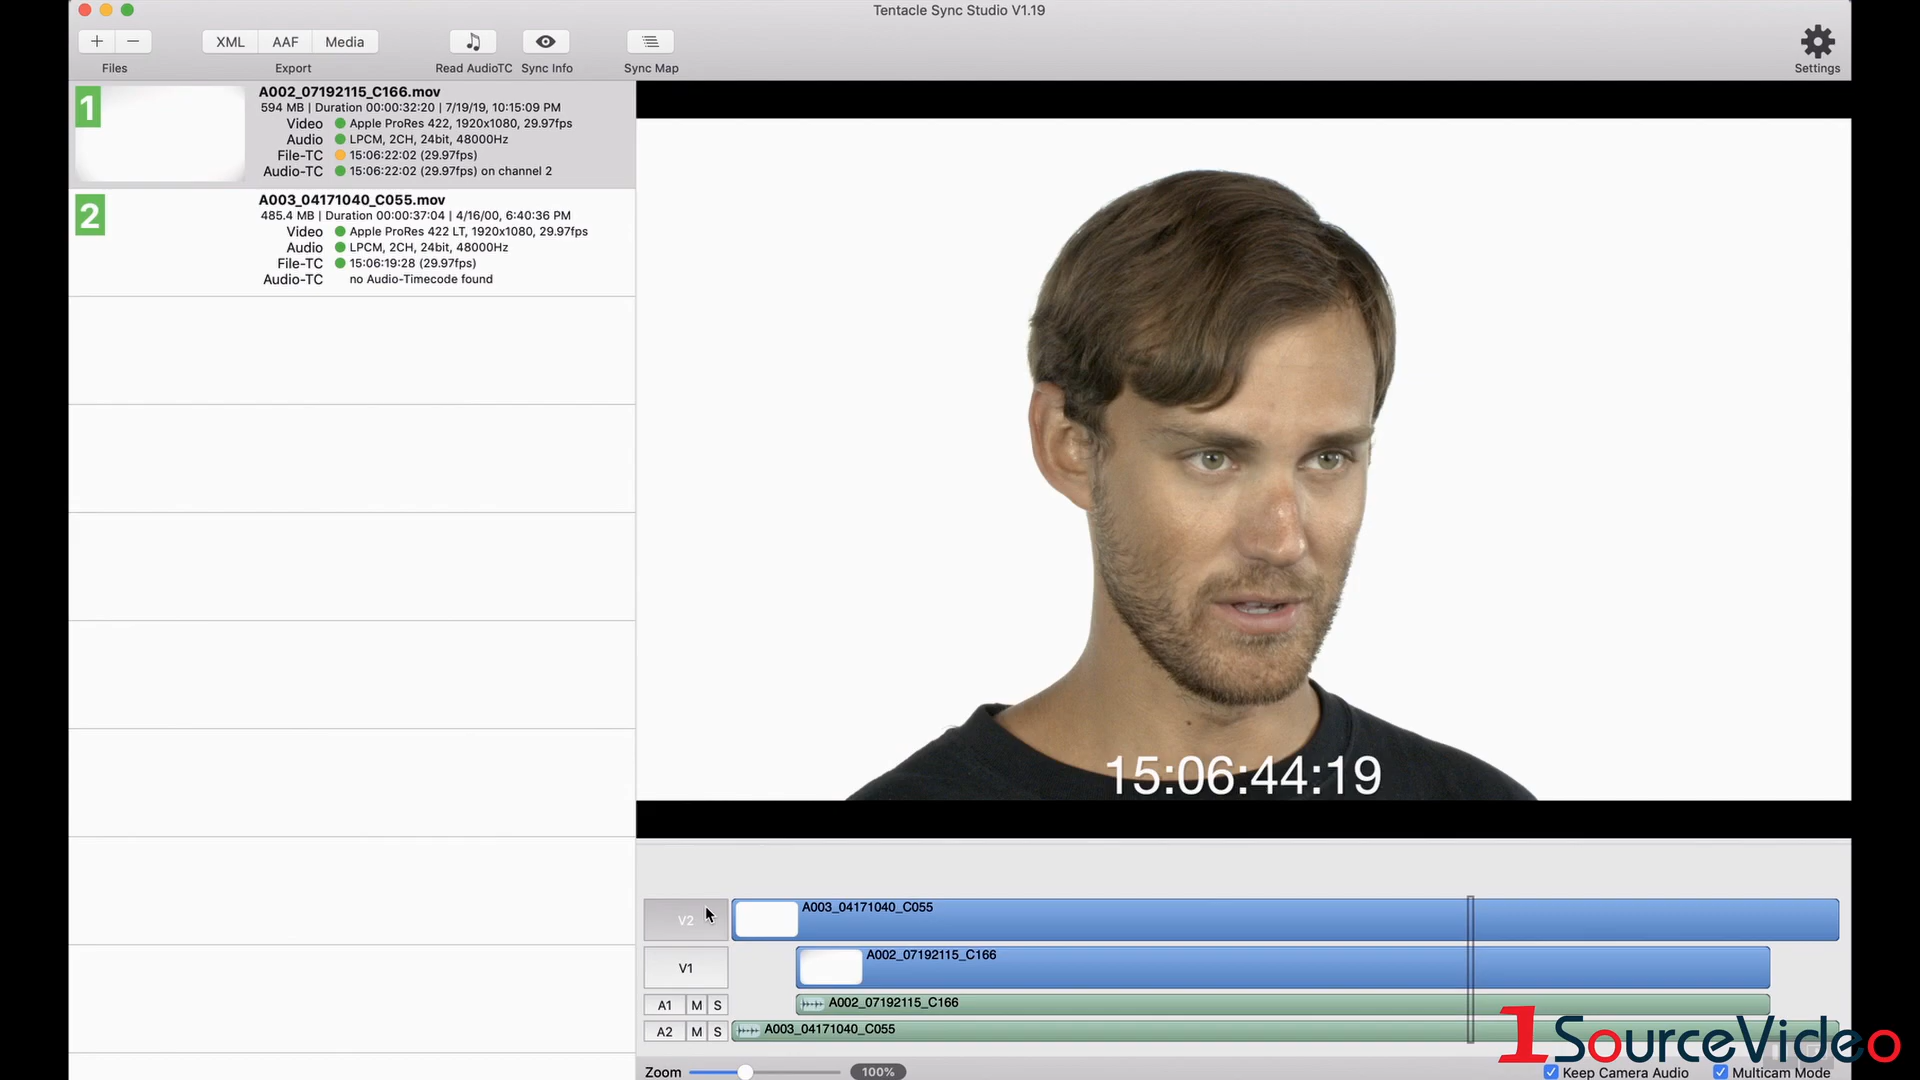 Tentacle Sync Studio V1.19
+ −
XML AAF Media
Files
Export
Read AudioTC Sync Info
Sync Map
Settings
1
A002_07192115_C166.mov
594 MB | Duration 00:00:32:20 | 7/19/19, 10:15:09 PM
Video Apple ProRes 422, 1920x1080, 29.97fps
Audio LPCM, 2CH, 24bit, 48000Hz
File-TC 15:06:22:02 (29.97fps)
Audio-TC 15:06:22:02 (29.97fps) on channel 2
2
A003_04171040_C055.mov
485.4 MB | Duration 00:00:37:04 | 4/16/00, 6:40:36 PM
Video Apple ProRes 422 LT, 1920x1080, 29.97fps
Audio LPCM, 2CH, 24bit, 48000Hz
File-TC 15:06:19:28 (29.97fps)
Audio-TC no Audio-Timecode found
15:06:44:19
V2 A003_04171040_C055
V1 A002_07192115_C166
A1 M S A002_07192115_C166
A2 M S A003_04171040_C055
1SourceVideo
Zoom 100% Keep Camera Audio Multicam Mode